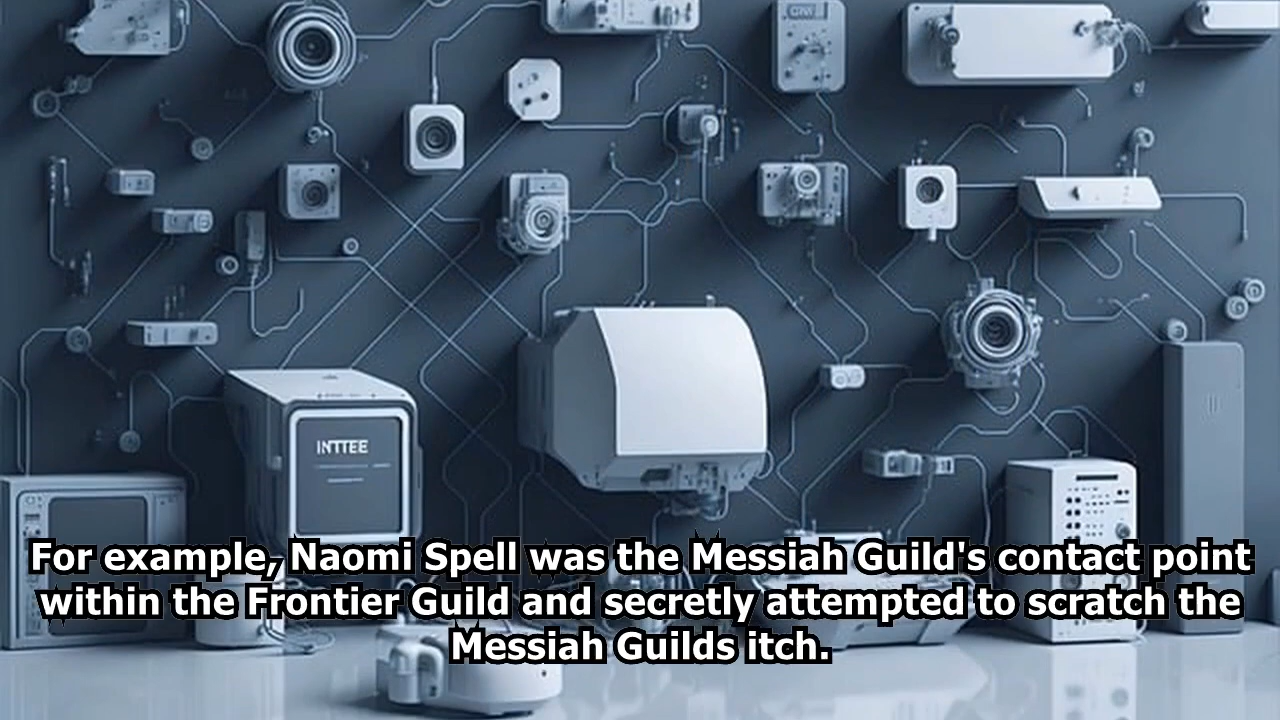 INTTEE
For example, Naomi Spell was the Messiah Guild's contact point
within the Frontier Guild and secretly attempted to scratch the
Messiah Guilds itch.